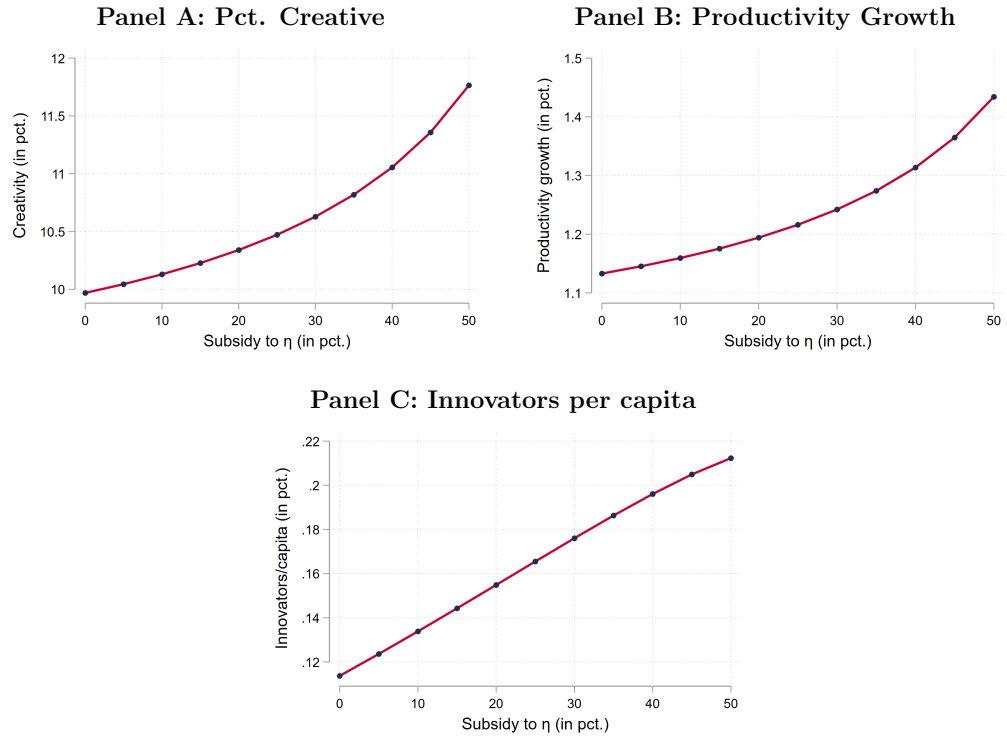 Panel A: Pct. Creative
Creativity (in pct.)
12
11.5
11
10.5
10
0 10 20 30 40 50
Subsidy to η (in pct.)
Panel B: Productivity Growth
Productivity growth (in pct.)
1.5
1.4
1.3
1.2
1.1
0 10 20 30 40 50
Subsidy to η (in pct.)
Panel C: Innovators per capita
Innovators/capita (in pct.)
.22
.2
.18
.16
.14
.12
0 10 20 30 40 50
Subsidy to η (in pct.)